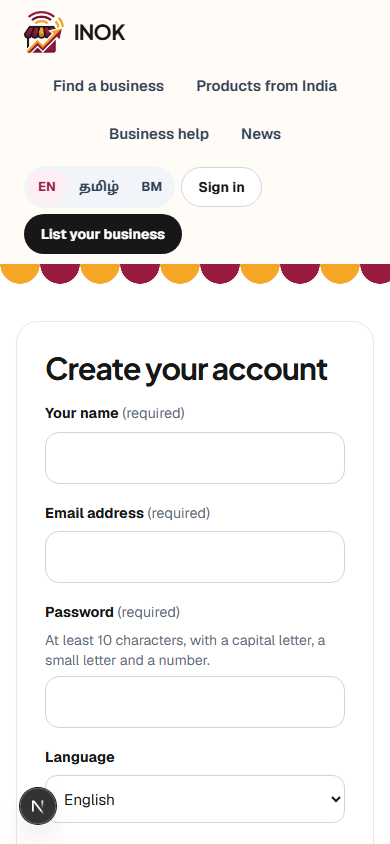 INOK
Find a business
Products from India
Business help
News
EN
தமிழ்
BM
Sign in
List your business
Create your account
Your name (required)
Email address (required)
Password (required)
At least 10 characters, with a capital letter, a
small letter and a number.
Language
English
N